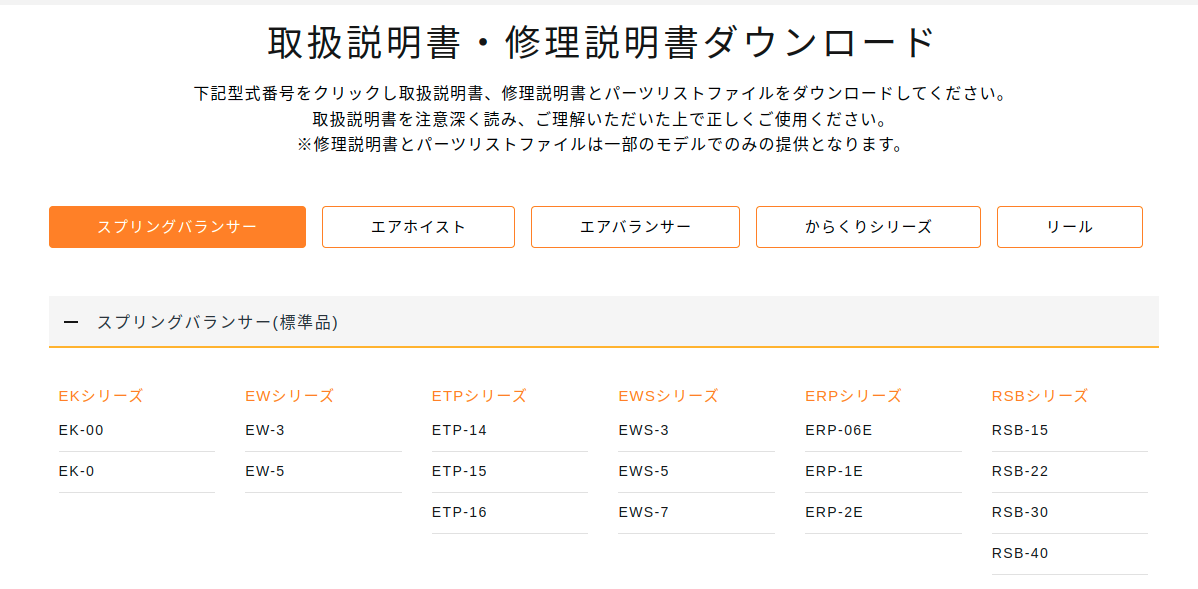 取扱説明書・修理説明書ダウンロード
下記型式番号をクリックし取扱説明書、修理説明書とパーツリストファイルをダウンロードしてください。
取扱説明書を注意深く読み、ご理解いただいた上で正しくご使用ください。
※修理説明書とパーツリストファイルは一部のモデルでのみの提供となります。
スプリングバランサー
エアホイスト
エアバランサー
からくりシリーズ
リール
スプリングバランサー(標準品)
EKシリーズ
EK-00
EK-0
EWシリーズ
EW-3
EW-5
ETPシリーズ
ETP-14
ETP-15
ETP-16
EWSシリーズ
EWS-3
EWS-5
EWS-7
ERPシリーズ
ERP-06E
ERP-1E
ERP-2E
RSBシリーズ
RSB-15
RSB-22
RSB-30
RSB-40